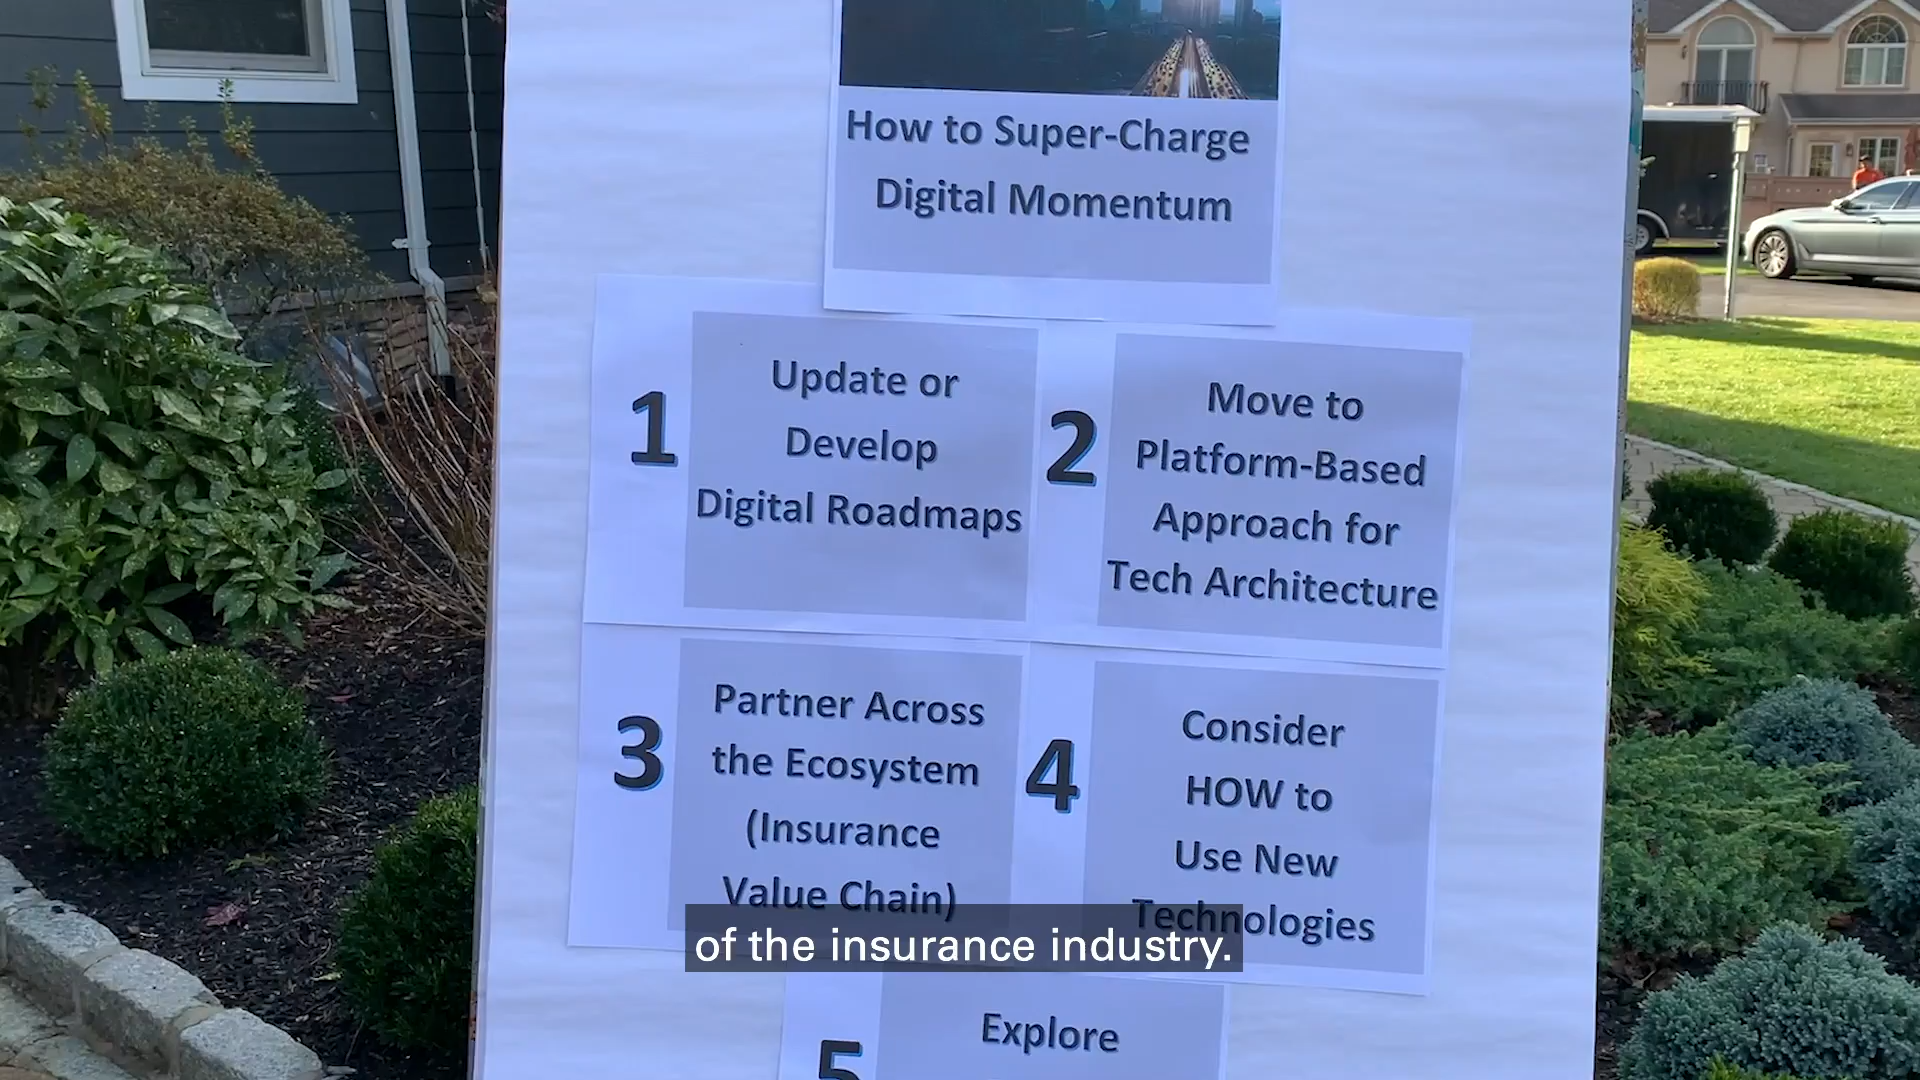 How to Super-Charge
Digital Momentum
1
Update or
Develop
Digital Roadmaps
2
Move to
Platform-Based
Approach for
Tech Architecture
3
Partner Across
the Ecosystem
(Insurance
Value Chain)
4
Consider
HOW to
Use New
Technologies
of the insurance industry.
5
Explore